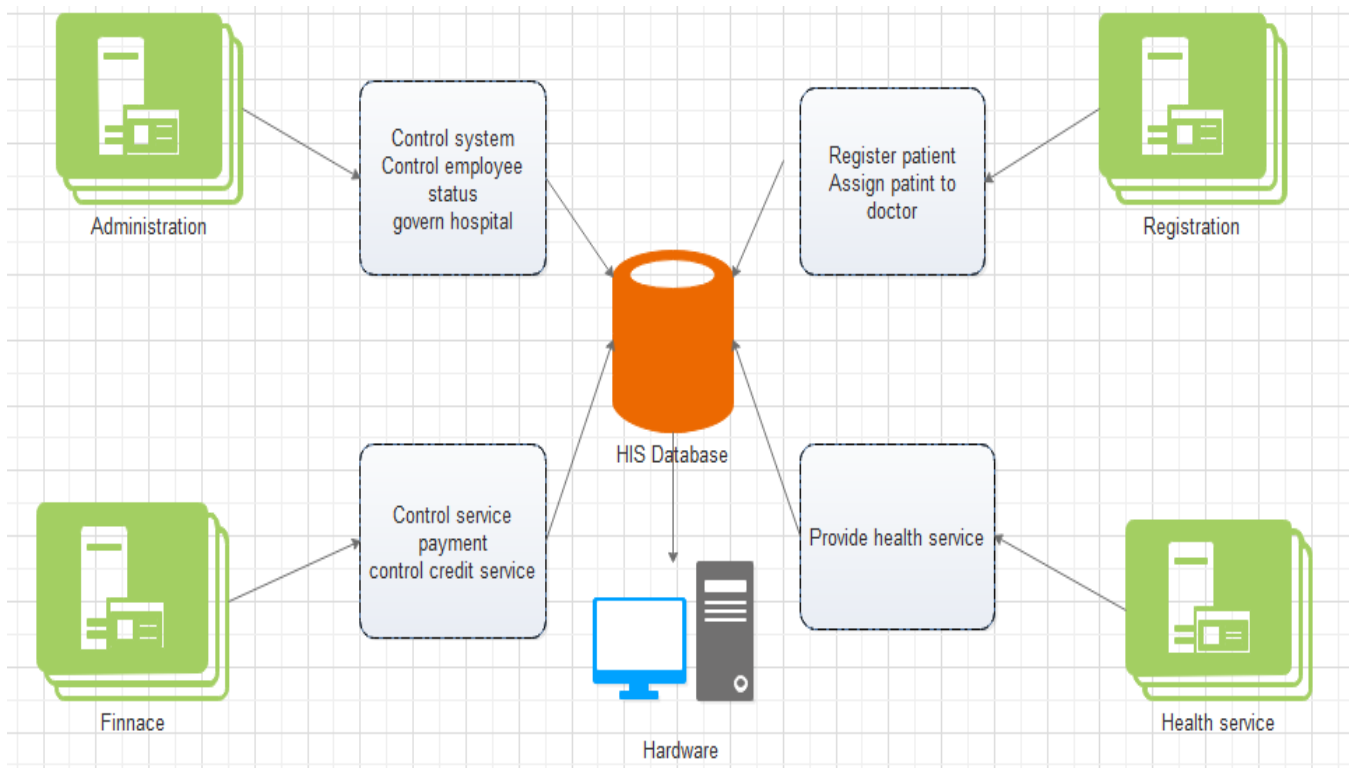 Control system
Control employee
status
govern hospital
Register patient
Assign patint to
doctor
Administration
Registration
HIS Database
Control service
payment
control credit service
Provide health service
Finnace
Health service
Hardware